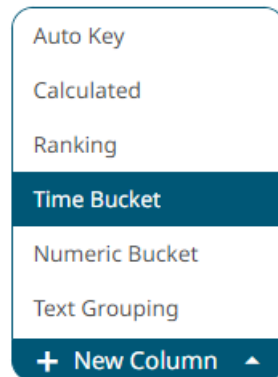 Auto Key
Calculated
Ranking
Time Bucket
Numeric Bucket
Text Grouping
+ New Column